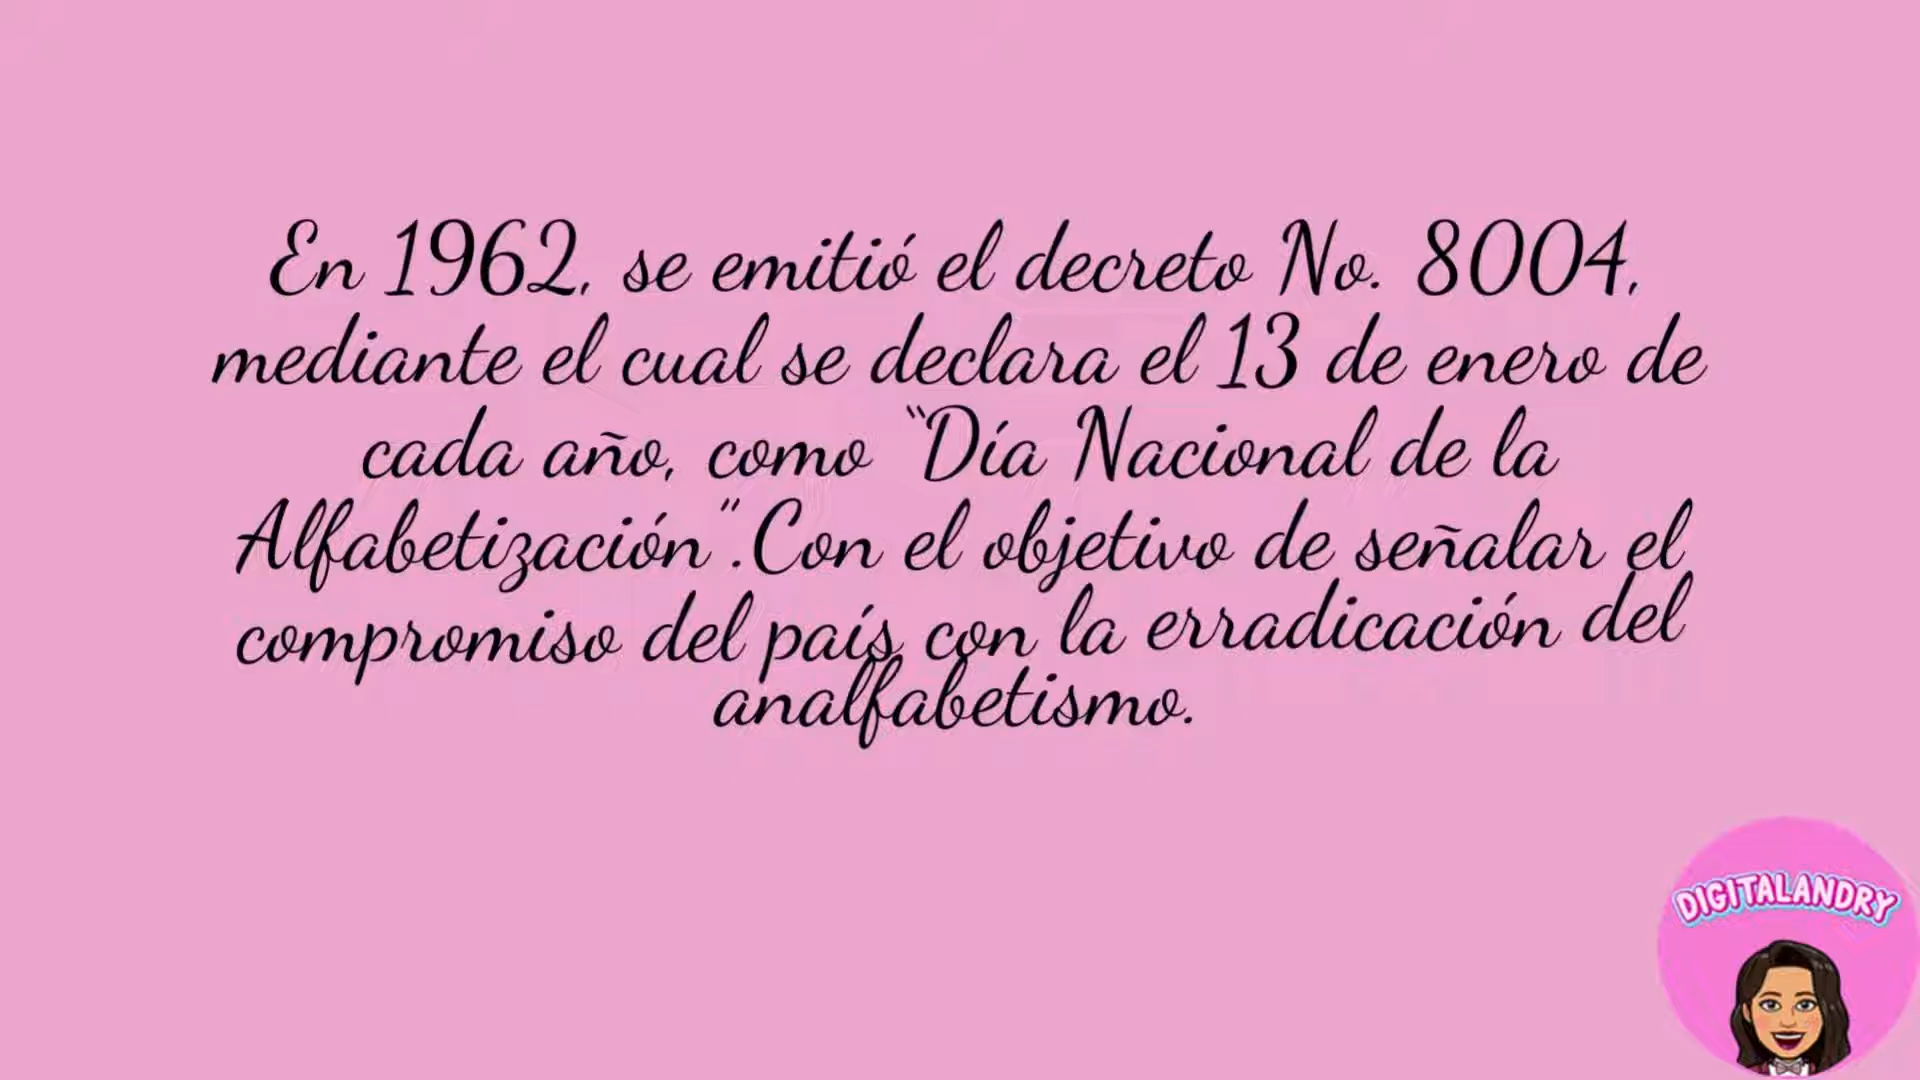 En 1962, se emitió el decreto No. 8004,
mediante el cual se declara el 13 de enero de
cada año, como “Día Nacional de la
Alfabetización”.Con el objetivo de señalar el
compromiso del país con la erradicación del
analfabetismo.
DIGITALANDRY